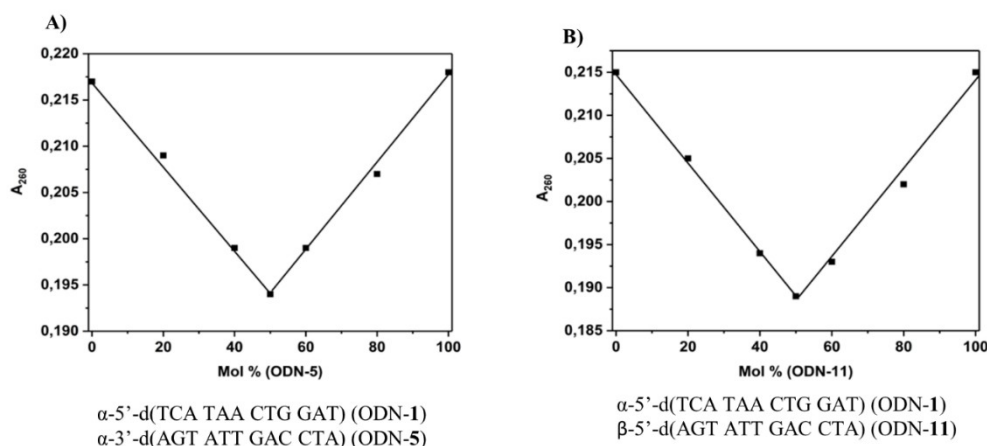 A)
0,220
0,215
0,210
0,205
0,200
0,195
0,190
A260
0 20 40 60 80 100
Mol % (ODN-5)
α-5’-d(TCA TAA CTG GAT) (ODN-1)
α-3’-d(AGT ATT GAC CTA) (ODN-5)
B)
0,215
0,210
0,205
0,200
0,195
0,190
0,185
A260
0 20 40 60 80 100
Mol % (ODN-11)
α-5’-d(TCA TAA CTG GAT) (ODN-1)
β-5’-d(AGT ATT GAC CTA) (ODN-11)